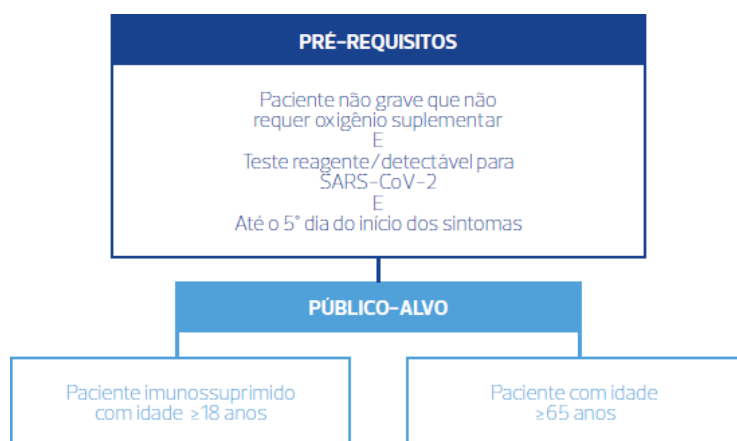 PRÉ-REQUISITOS
Paciente não grave que não
requer oxigênio suplementar
E
Teste reagente/detectável para
SARS-CoV-2
E
Até o 5° dia do início dos sintomas
PÚBLICO-ALVO
Paciente imunossuprimido
com idade ≥18 anos
Paciente com idade
≥65 anos